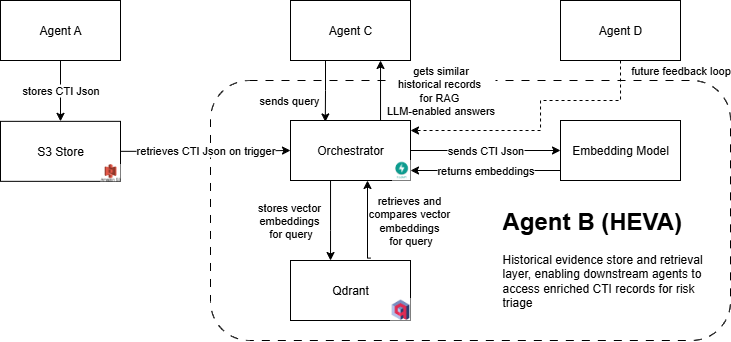 Agent A
Agent C
Agent D
stores CTI Json
sends query
gets similar
historical records
for RAG
LLM-enabled answers
future feedback loop
S3 Store
retrieves CTI Json on trigger
Orchestrator
sends CTI Json
returns embeddings
Embedding Model
stores vector
embeddings
for query
retrieves and
compares vector
embeddings
for query
Qdrant
Agent B (HEVA)
Historical evidence store and retrieval
layer, enabling downstream agents to
access enriched CTI records for risk
triage